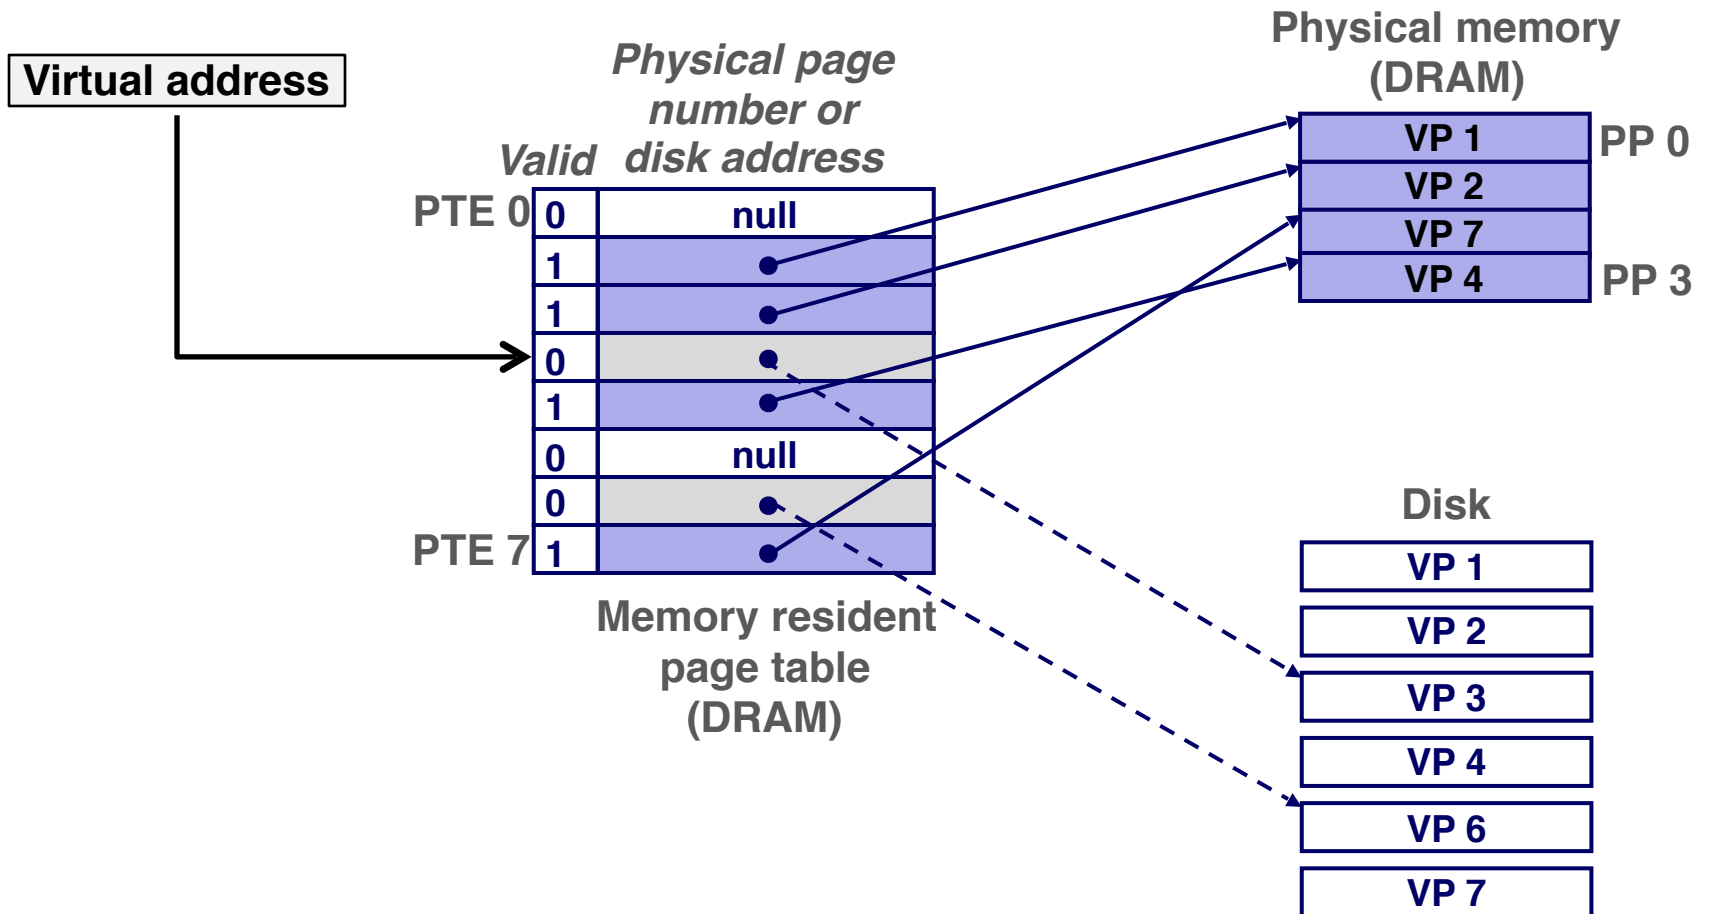 Virtual address
Physical page
number or
disk address
Valid
PTE 0
0 null
1
1
0
1
0 null
0
PTE 7
1
Memory resident
page table
(DRAM)
Physical memory
(DRAM)
VP 1
PP 0
VP 2
VP 7
VP 4
PP 3
Disk
VP 1
VP 2
VP 3
VP 4
VP 6
VP 7